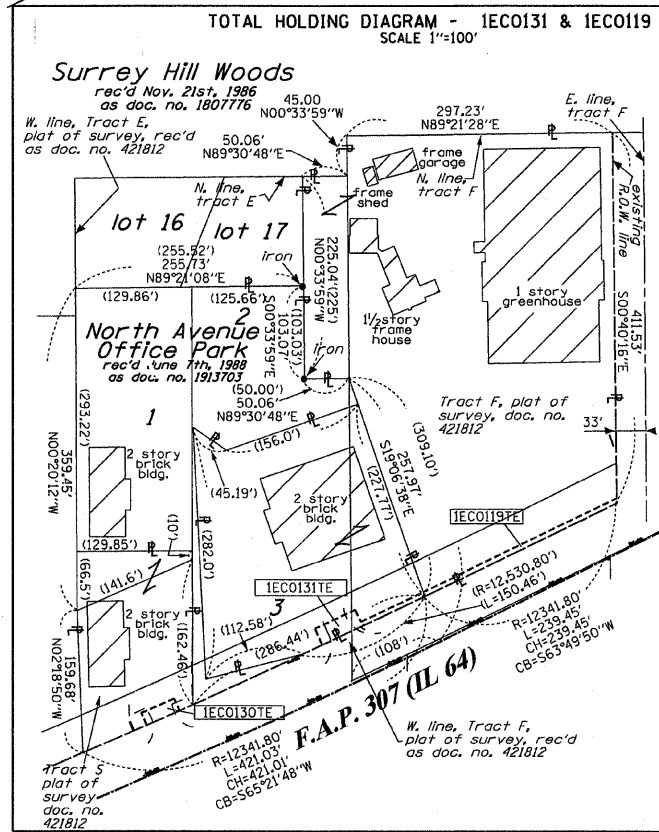 TOTAL HOLDING DIAGRAM - 1EC0131 & 1EC0119
SCALE 1"=100'
Surrey Hill Woods
rec'd Nov. 21st, 1986
as doc. no. 1807776
W. line, Tract E,
plat of survey, rec'd
as doc. no. 421812
45.00
N00°33'59"W
50.06'
N89°30'48"E
297.23'
N89°21'28"E
E. line,
tract F
N. line,
tract E
frame
garage
N. line,
tract F
frame
shed
existing
R.O.W. line
lot 16
lot 17
(255.52')
255.73'
N89°21'08"E
iron
225.04'(225')
N00°33'59"W
(129.86')
(125.66')
1 story
greenhouse
411.53'
S00°40'16"E
1½story
frame
house
2
(103.03')
103.07
S00°33'59"E
North Avenue
Office Park
rec'd June 7th, 1988
as doc. no. 1913703
iron
(50.00')
50.06'
N89°30'48"E
Tract F, plat of
survey, doc. no.
421812
33'
(293.22')
359.45'
N00°20'12"W
1
(156.0')
(309.10')
257.97'
S19°06'38"E
(227.77')
2 story
brick
bldg.
(45.19')
2 story
brick
bldg.
1EC0119TE
(10')
(282.0')
(129.85')
(66.5')
(141.6')
1EC0131TE
(R=12,530.80')
(L=150.46')
2 story
brick
bldg.
3
(112.58')
(286.44')
(162.46')
159.68'
N02°18'50"W
(108')
R=12341.80'
L=239.45'
CH=239.45'
CB=S63°49'50"W
1EC0130TE
F.A.P. 307 (IL 64)
R=12341.80'
L=421.03'
CH=421.01'
CB=S65°21'48"W
W. line, Tract F,
plat of survey, rec'd
as doc. no. 421812
Tract S
plat of
survey
doc. no.
421812